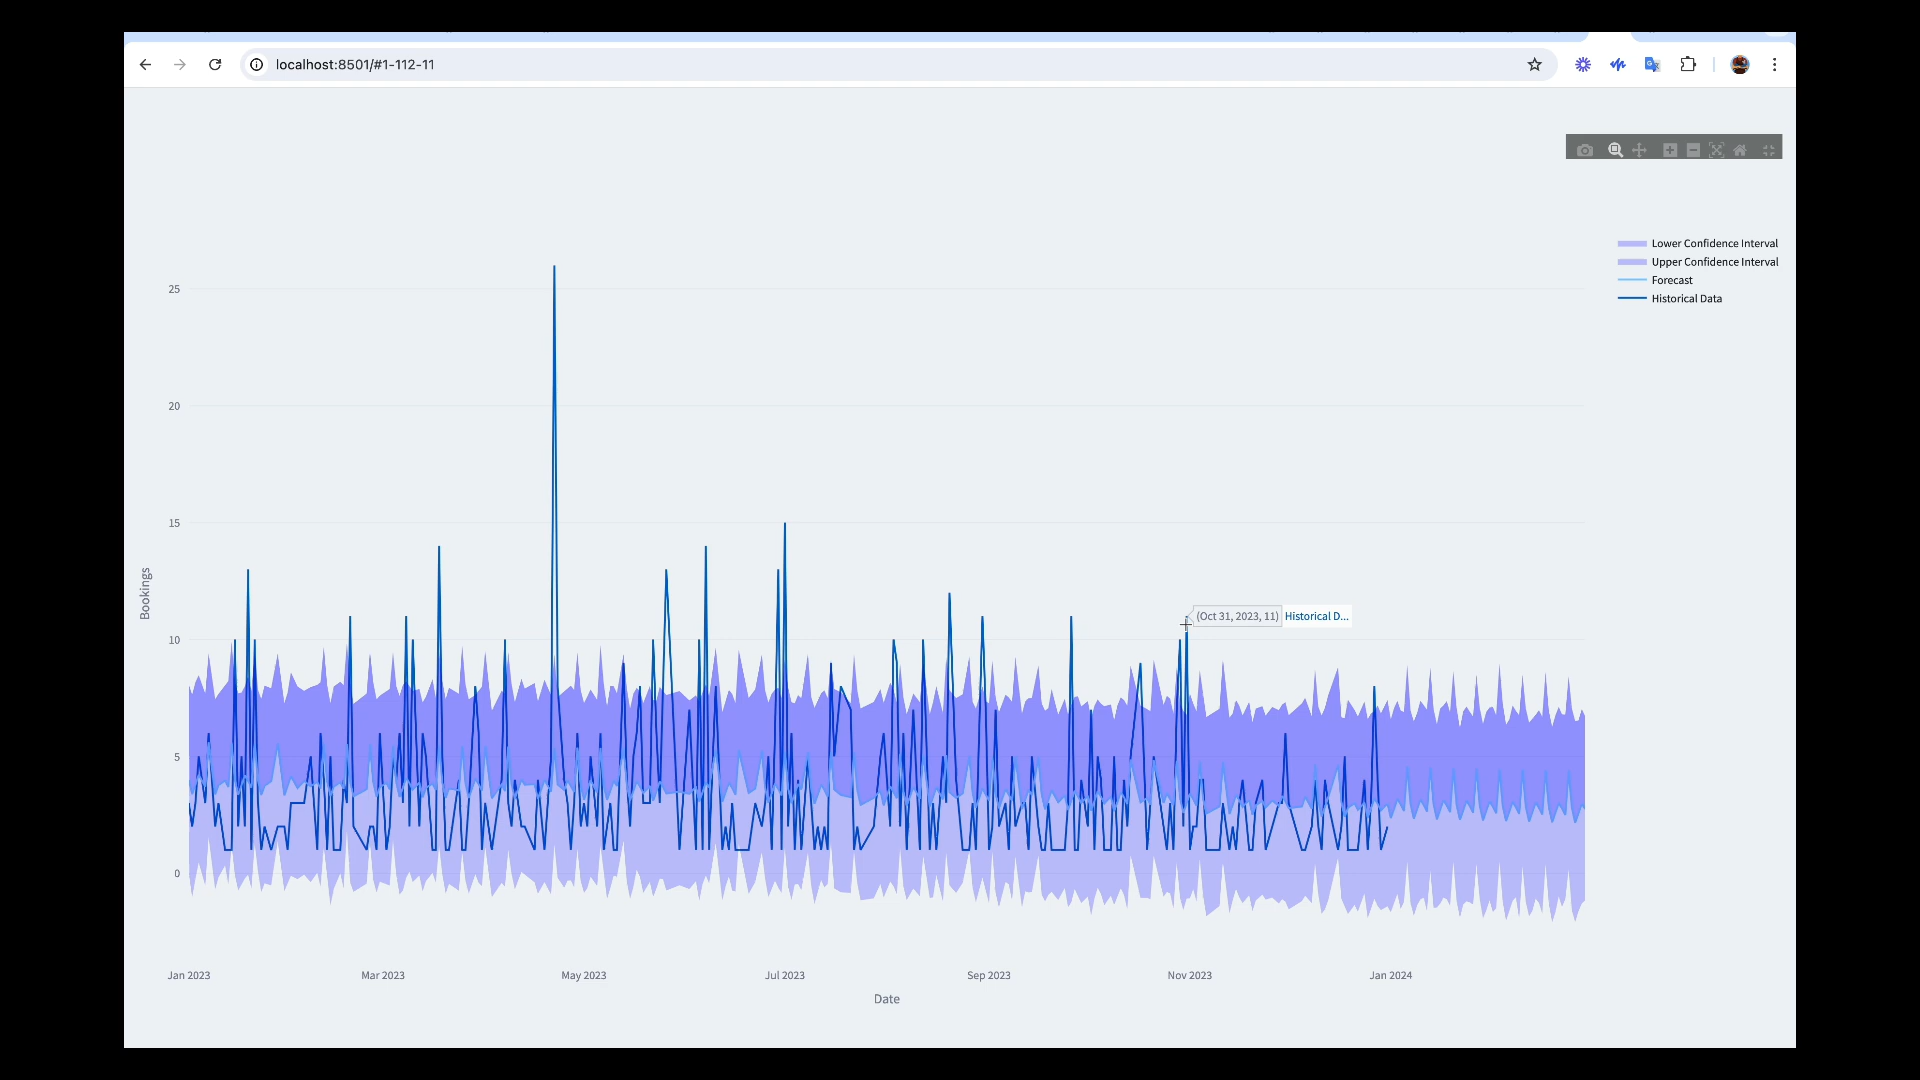 localhost:8501/#1-112-11
Lower Confidence Interval
Upper Confidence Interval
Forecast
Historical Data
25
20
15
10
5
0
Bookings
(Oct 31, 2023, 11) Historical D...
Jan 2023 Mar 2023 May 2023 Jul 2023 Sep 2023 Nov 2023 Jan 2024
Date